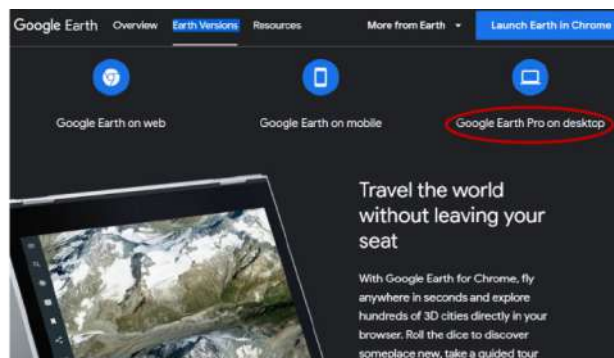 Google Earth Overview Earth Versions Resources More from Earth Launch Earth in Chrome
Google Earth on web Google Earth on mobile Google Earth Pro on desktop
Travel the world
without leaving your
seat
With Google Earth for Chrome, fly
anywhere in seconds and explore
hundreds of 3D cities directly in your
browser. Roll the dice to discover
someplace new, take a guided tour